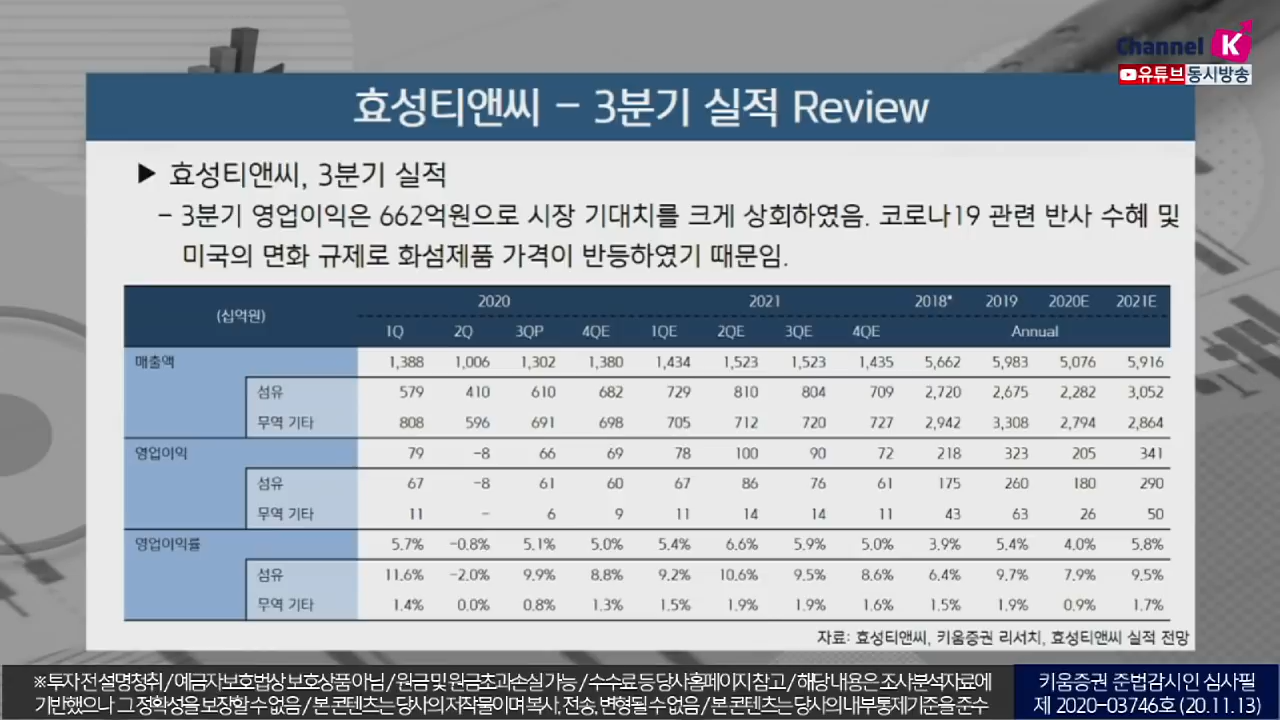 Channel K
유튜브 동시방송
효성티앤씨 – 3분기 실적 Review
▶ 효성티앤씨, 3분기 실적
– 3분기 영업이익은 662억원으로 시장 기대치를 크게 상회하였음. 코로나19 관련 반사 수혜 및
미국의 면화 규제로 화섬제품 가격이 반등하였기 때문임.
(십억원) 2020 2021 2018* 2019 2020E 2021E
1Q 2Q 3QP 4QE 1QE 2QE 3QE 4QE Annual
매출액 1,388 1,006 1,302 1,380 1,434 1,523 1,523 1,435 5,662 5,983 5,076 5,916
섬유 579 410 610 682 729 810 804 709 2,720 2,675 2,282 3,052
무역 기타 808 596 691 698 705 712 720 727 2,942 3,308 2,794 2,864
영업이익 79 -8 66 69 78 100 90 72 218 323 205 341
섬유 67 -8 61 60 67 86 76 61 175 260 180 290
무역 기타 11 - 6 9 11 14 14 11 43 63 26 50
영업이익률 5.7% -0.8% 5.1% 5.0% 5.4% 6.6% 5.9% 5.0% 3.9% 5.4% 4.0% 5.8%
섬유 11.6% -2.0% 9.9% 8.8% 9.2% 10.6% 9.5% 8.6% 6.4% 9.7% 7.9% 9.5%
무역 기타 1.4% 0.0% 0.8% 1.3% 1.5% 1.9% 1.9% 1.6% 1.5% 1.9% 0.9% 1.7%
자료: 효성티앤씨, 키움증권 리서치, 효성티앤씨 실적 전망
※ 투자 전 설명청취 / 예금자보호법상 보호상품 아님 / 원금 및 원금초과손실 가능 / 수수료 등 당사홈페이지 참고 / 해당 내용은 조사분석자료에
기반했으나 그 정확성을 보장할 수 없음 / 본 콘텐츠는 당사의 저작물이며 복사, 전송, 변형될 수 없음 / 본 콘텐츠는 당사의 내부통제기준을 준수
키움증권 준법감시인 심사필
제 2020-03746호 (20.11.13)